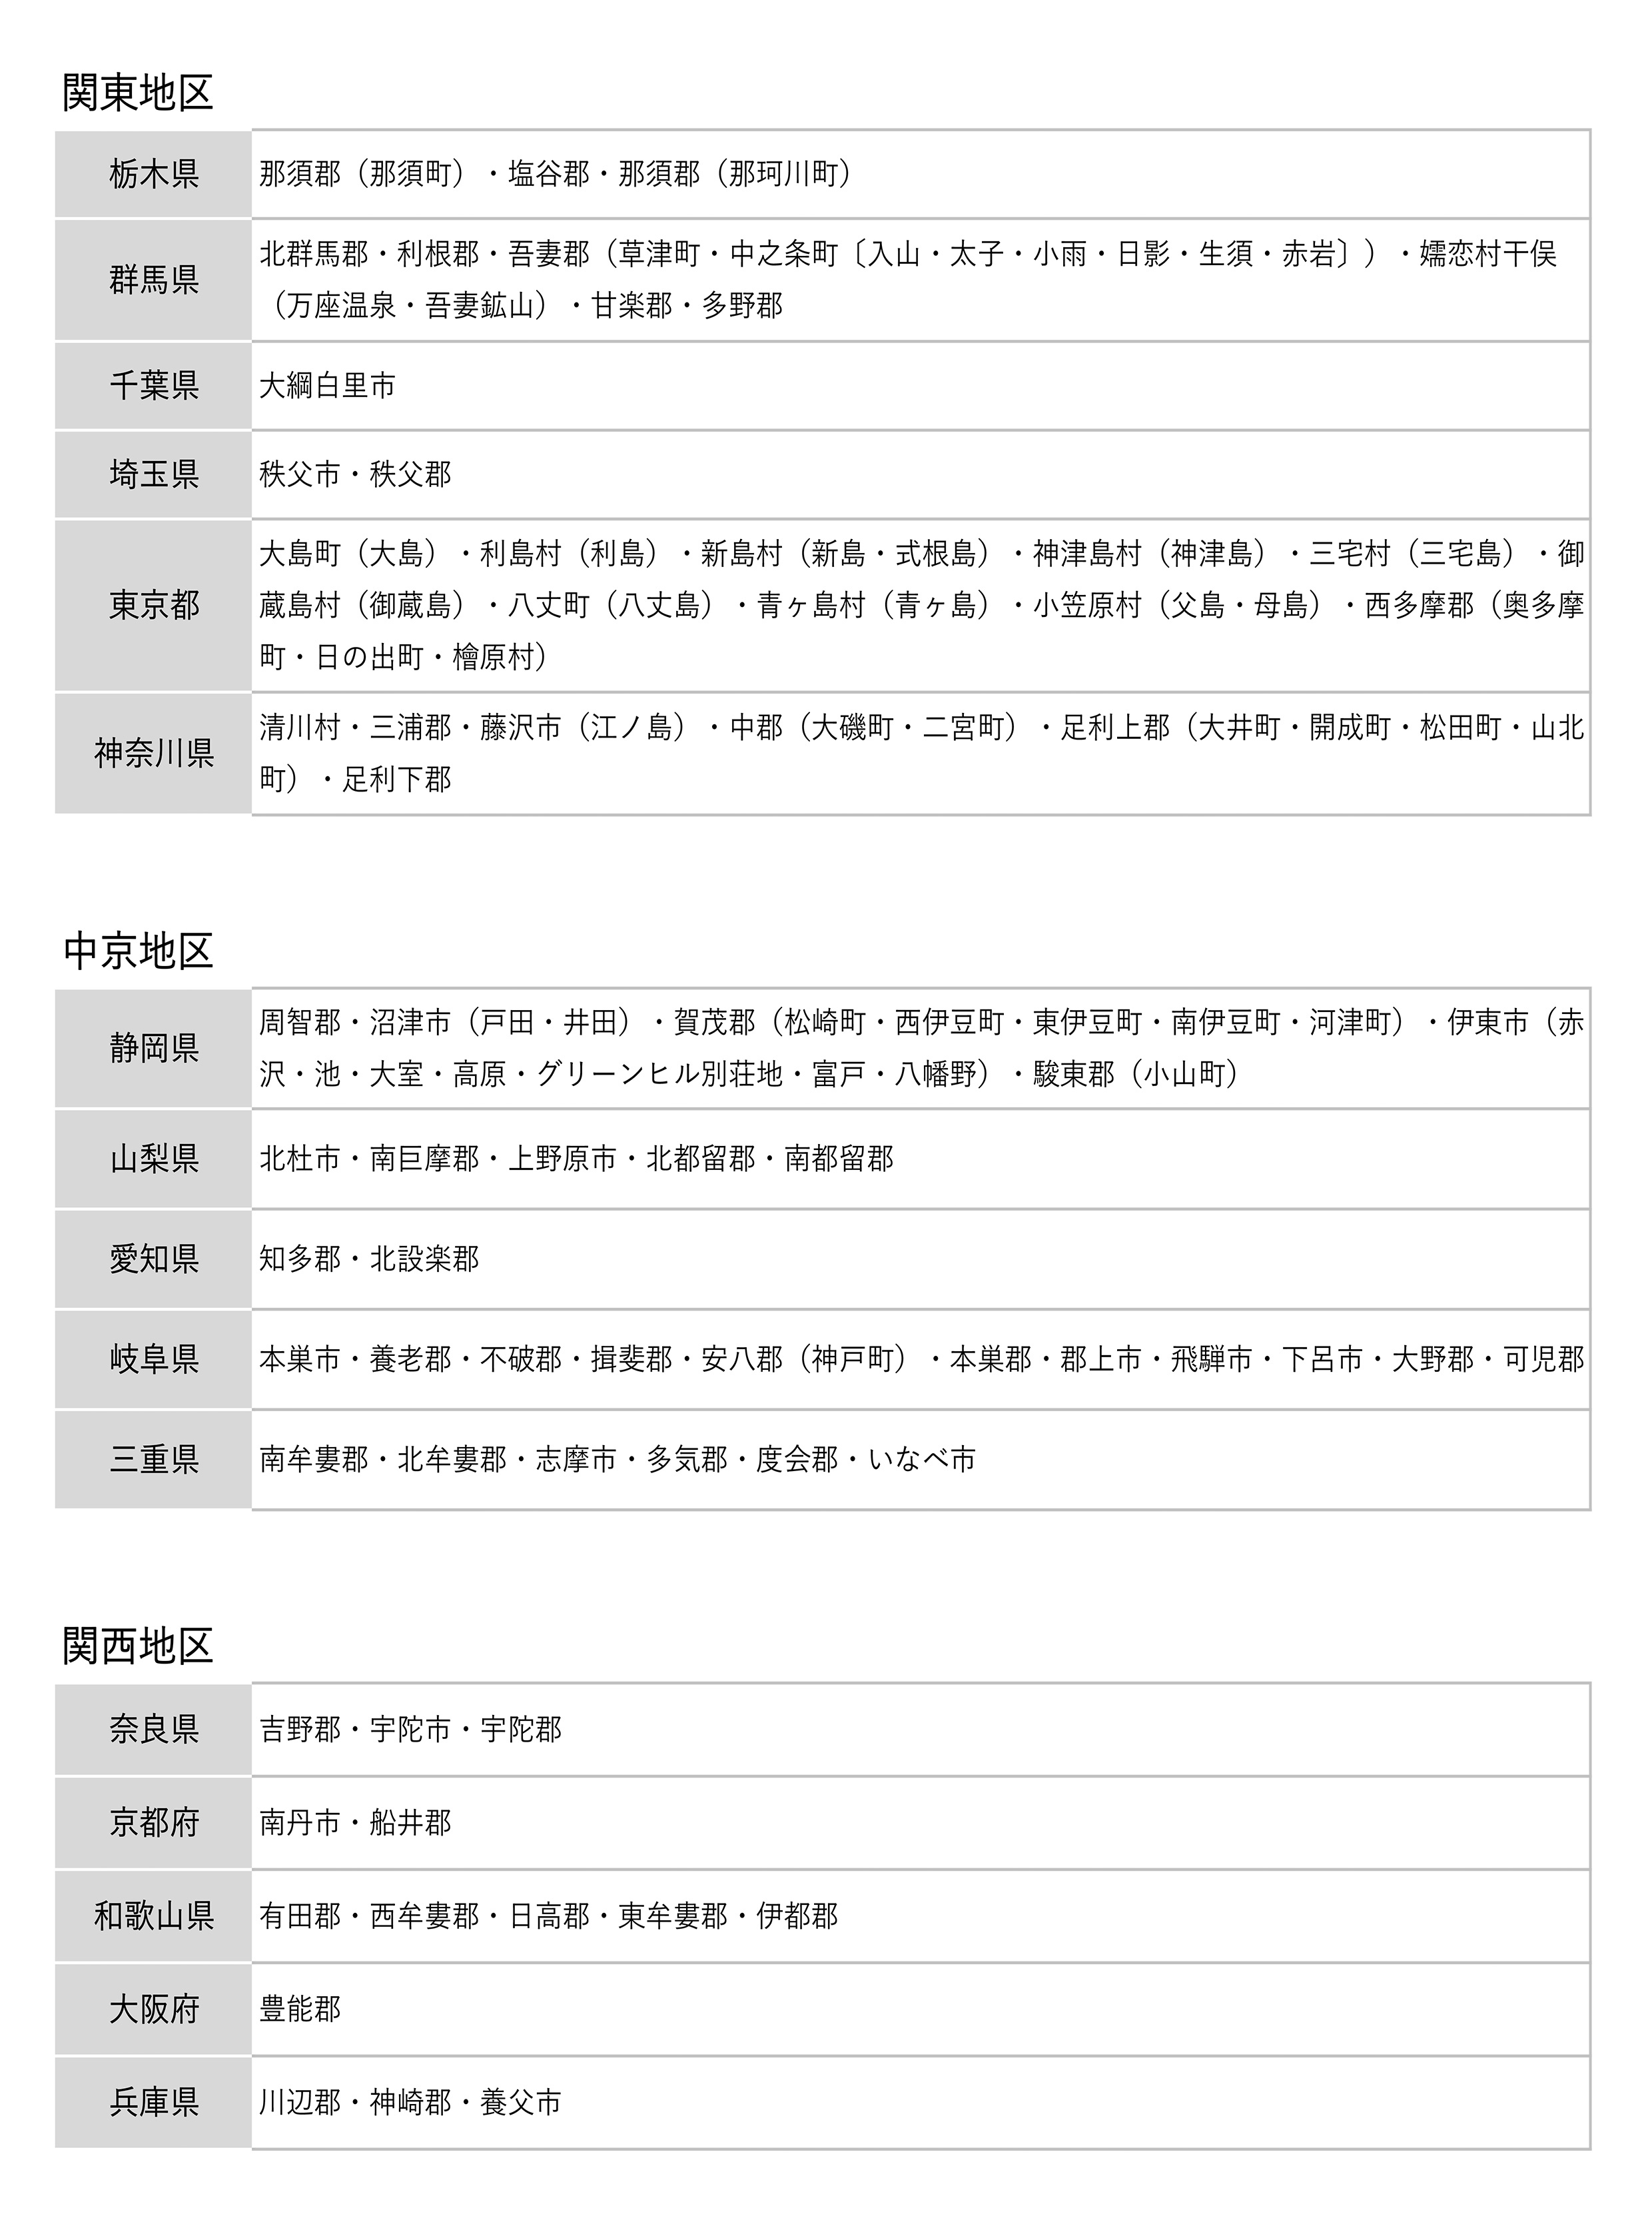 関東地区
栃木県
那須郡（那須町）・塩谷郡・那須郡（那珂川町）
群馬県
北群馬郡・利根郡・吾妻郡（草津町・中之条町〔入山・太子・小雨・日影・生須・赤岩〕）・嬬恋村干俣
（万座温泉・吾妻鉱山）・甘楽郡・多野郡
千葉県
大綱白里市
埼玉県
秩父市・秩父郡
東京都
大島町（大島）・利島村（利島）・新島村（新島・式根島）・神津島村（神津島）・三宅村（三宅島）・御
蔵島村（御蔵島）・八丈町（八丈島）・青ヶ島村（青ヶ島）・小笠原村（父島・母島）・西多摩郡（奥多摩
町・日の出町・檜原村）
神奈川県
清川村・三浦郡・藤沢市（江ノ島）・中郡（大磯町・二宮町）・足利上郡（大井町・開成町・松田町・山北
町）・足利下郡
中京地区
静岡県
周智郡・沼津市（戸田・井田）・賀茂郡（松崎町・西伊豆町・東伊豆町・南伊豆町・河津町）・伊東市（赤
沢・池・大室・高原・グリーンヒル別荘地・富戸・八幡野）・駿東郡（小山町）
山梨県
北杜市・南巨摩郡・上野原市・北都留郡・南都留郡
愛知県
知多郡・北設楽郡
岐阜県
本巣市・養老郡・不破郡・揖斐郡・安八郡（神戸町）・本巣郡・郡上市・飛騨市・下呂市・大野郡・可児郡
三重県
南牟婁郡・北牟婁郡・志摩市・多気郡・度会郡・いなべ市
関西地区
奈良県
吉野郡・宇陀市・宇陀郡
京都府
南丹市・船井郡
和歌山県
有田郡・西牟婁郡・日高郡・東牟婁郡・伊都郡
大阪府
豊能郡
兵庫県
川辺郡・神崎郡・養父市